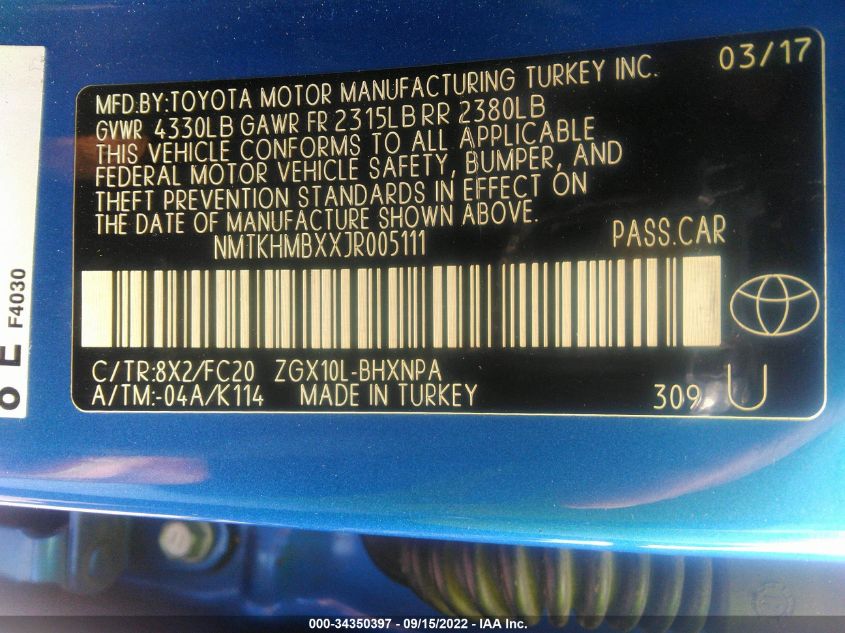 03/17
MFD.BY:TOYOTA MOTOR MANUFACTURING TURKEY INC.
GVWR 4330LB GAWR FR 2315LB RR 2380LB
THIS VEHICLE CONFORMS TO ALL APPLICABLE
FEDERAL MOTOR VEHICLE SAFETY, BUMPER, AND
THEFT PREVENTION STANDARDS IN EFFECT ON
THE DATE OF MANUFACTURE SHOWN ABOVE.
NMTKHMBXXJR005111 PASS.CAR
C/TR:8X2/FC20 ZGX10L-BHXNPA
A/TM:-04A/K114 MADE IN TURKEY 309 U
F4030
000-34350397 - 09/15/2022 - IAA Inc.